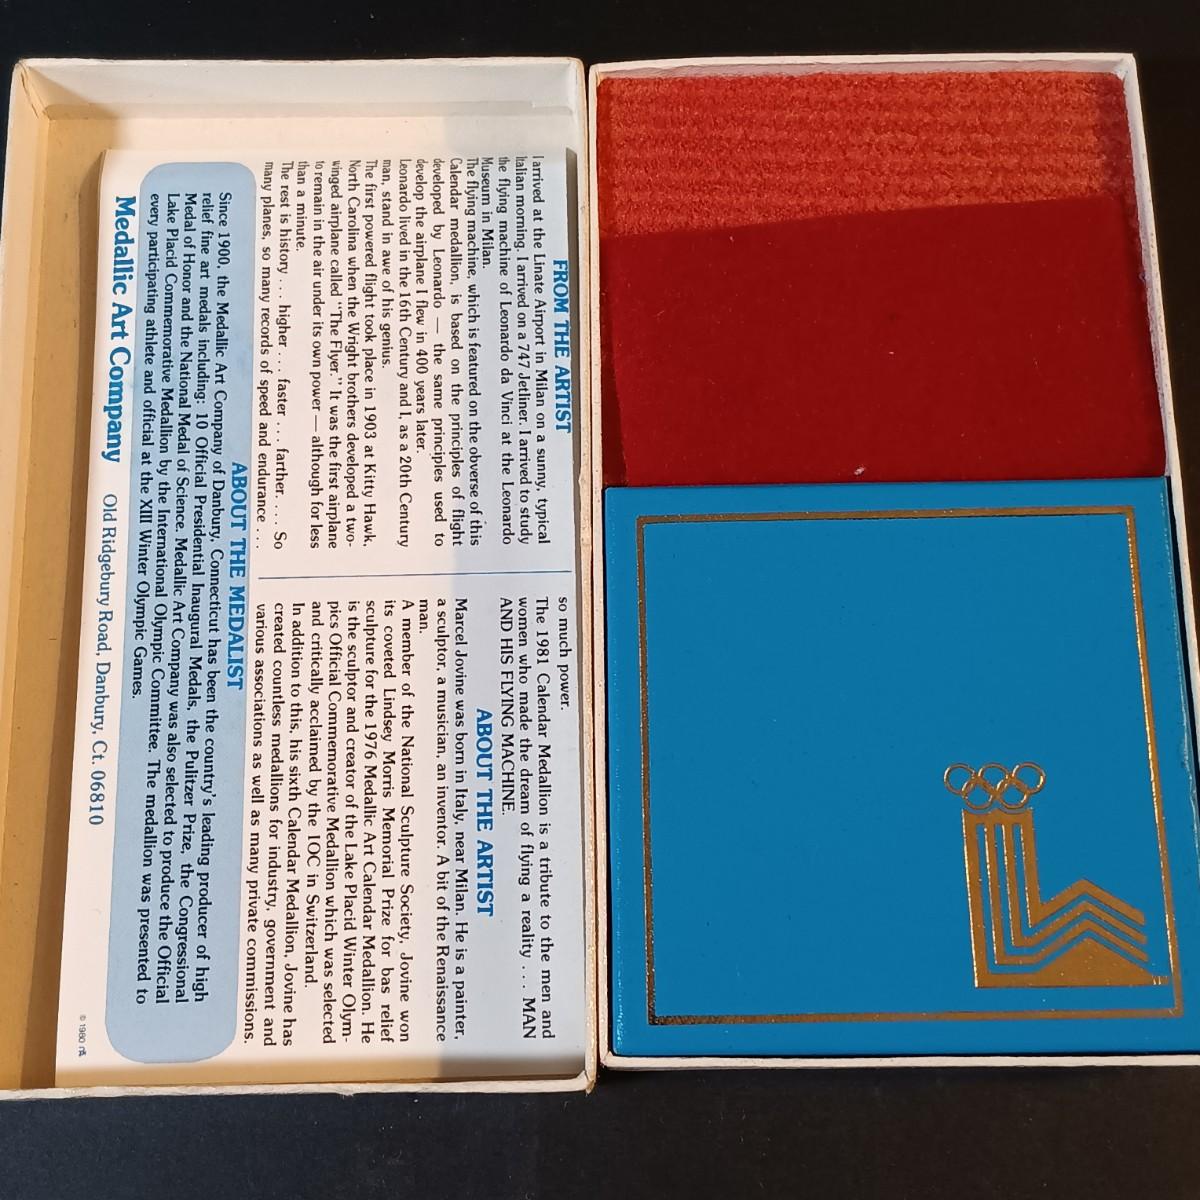 FROM THE ARTIST
I arrived at the Linate Airport in Milan on a sunny, typical
Italian morning. I arrived on a 747 Jetliner. I arrived to study
the flying machine of Leonardo da Vinci at the Leonardo
Museum in Milan.
The flying machine, which is featured on the obverse of this
Calendar medallion, is based on the principles of flight
developed by Leonardo — the same principles used to
develop the airplane I flew in 400 years later.
Leonardo lived in the 16th Century and I, as a 20th Century
man, stand in awe of his genius.
The first powered flight took place in 1903 at Kitty Hawk,
North Carolina when the Wright brothers developed a two-
winged airplane called "The Flyer." It was the first airplane
to remain in the air under its own power — although for less
than a minute.
The rest is history . . . higher . . . faster . . . farther. . . . So
many planes, so many records of speed and endurance . . .
so much power.
The 1981 Calendar Medallion is a tribute to the men and
women who made the dream of flying a reality . . . MAN
AND HIS FLYING MACHINE.
ABOUT THE ARTIST
Marcel Jovine was born in Italy, near Milan. He is a painter,
a sculptor, a musician, an inventor. A bit of the Renaissance
man.
A member of the National Sculpture Society, Jovine won
its coveted Lindsey Morris Memorial Prize for bas relief
sculpture for the 1976 Medallic Art Calendar Medallion. He
is the sculptor and creator of the Lake Placid Winter Olym-
pics Official Commemorative Medallion which was selected
and critically acclaimed by the IOC in Switzerland.
In addition to this, his sixth Calendar Medallion, Jovine has
created countless medallions for industry, government and
various associations as well as many private commissions.
ABOUT THE MEDALIST
Since 1900, the Medallic Art Company of Danbury, Connecticut has been the country's leading producer of high
relief fine art medals including: 10 Official Presidential Inaugural Medals, the Pulitzer Prize, the Congressional
Medal of Honor and the National Medal of Science. Medallic Art Company was also selected to produce the Official
Lake Placid Commemorative Medallion by the International Olympic Committee. The medallion was presented to
every participating athlete and official at the XIII Winter Olympic Games.
Medallic Art Company Old Ridgebury Road, Danbury, Ct. 06810
© 1980